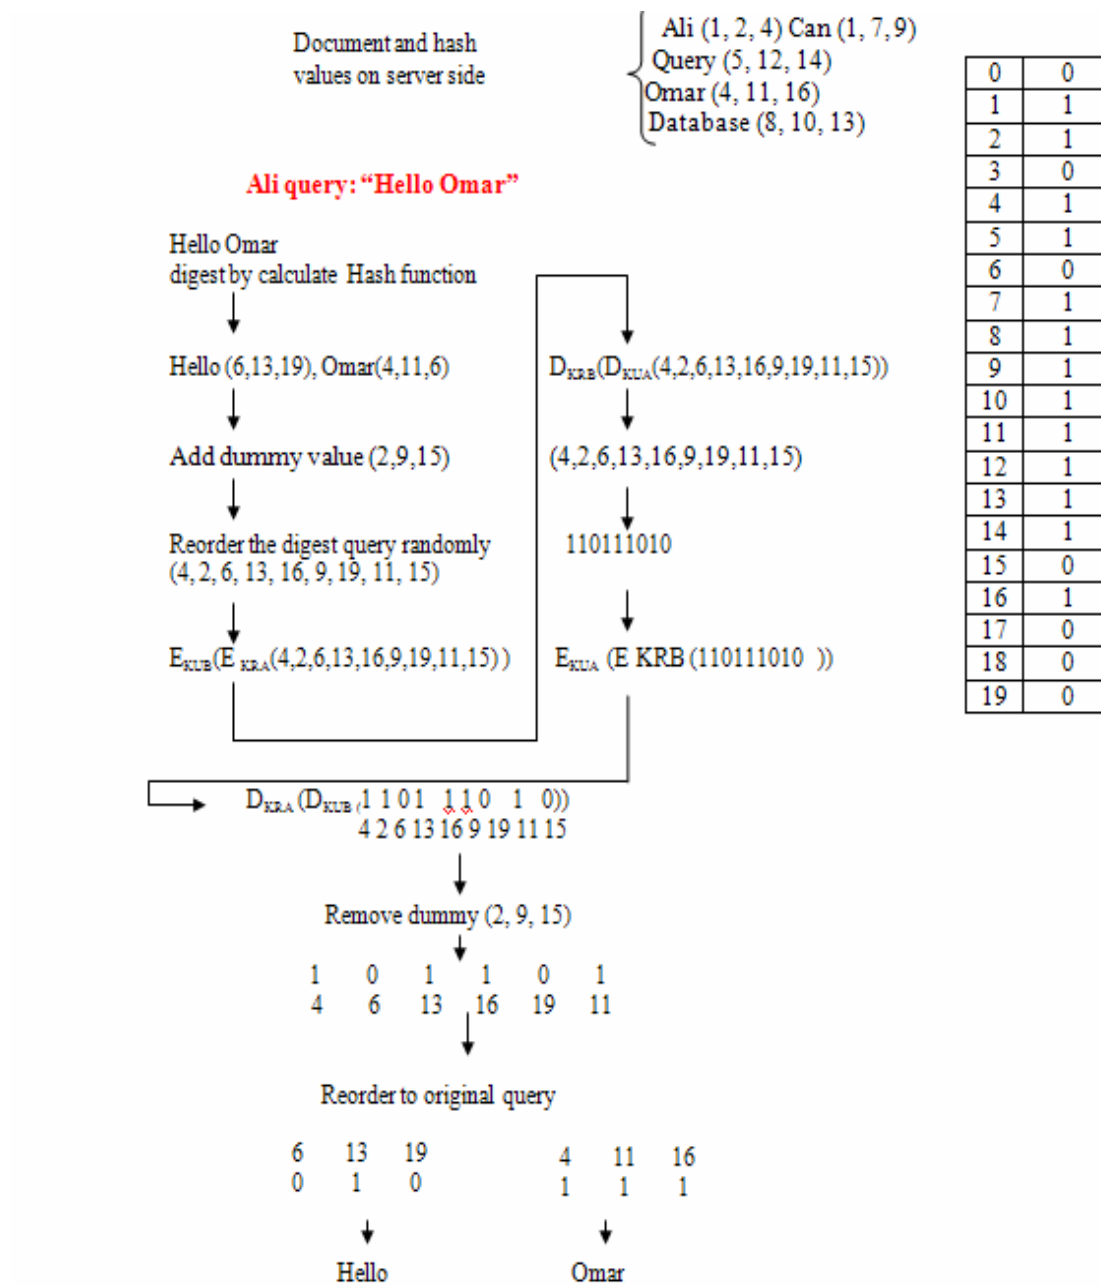 Document and hash
values on server side
Ali (1, 2, 4) Can (1, 7,9)
Query (5, 12, 14)
Omar (4, 11, 16)
Database (8, 10, 13)
0 0
1 1
2 1
3 0
4 1
5 1
6 0
7 1
8 1
9 1
10 1
11 1
12 1
13 1
14 1
15 0
16 1
17 0
18 0
19 0
Ali query: “Hello Omar”
Hello Omar
digest by calculate Hash function
Hello (6,13,19), Omar(4,11,6)
Add dummy value (2,9,15)
Reorder the digest query randomly
(4, 2, 6, 13, 16, 9, 19, 11, 15)
EKUB(E KRA(4,2,6,13,16,9,19,11,15) )
DKRB(DKUA(4,2,6,13,16,9,19,11,15))
(4,2,6,13,16,9,19,11,15)
110111010
EKUA (E KRB (110111010 ))
DKRA (DKUB (1 1 0 1 1 1 0 1 0))
4 2 6 13 16 9 19 11 15
Remove dummy (2, 9, 15)
1 0 1 1 0 1
4 6 13 16 19 11
Reorder to original query
6 13 19
0 1 0
4 11 16
1 1 1
Hello
Omar